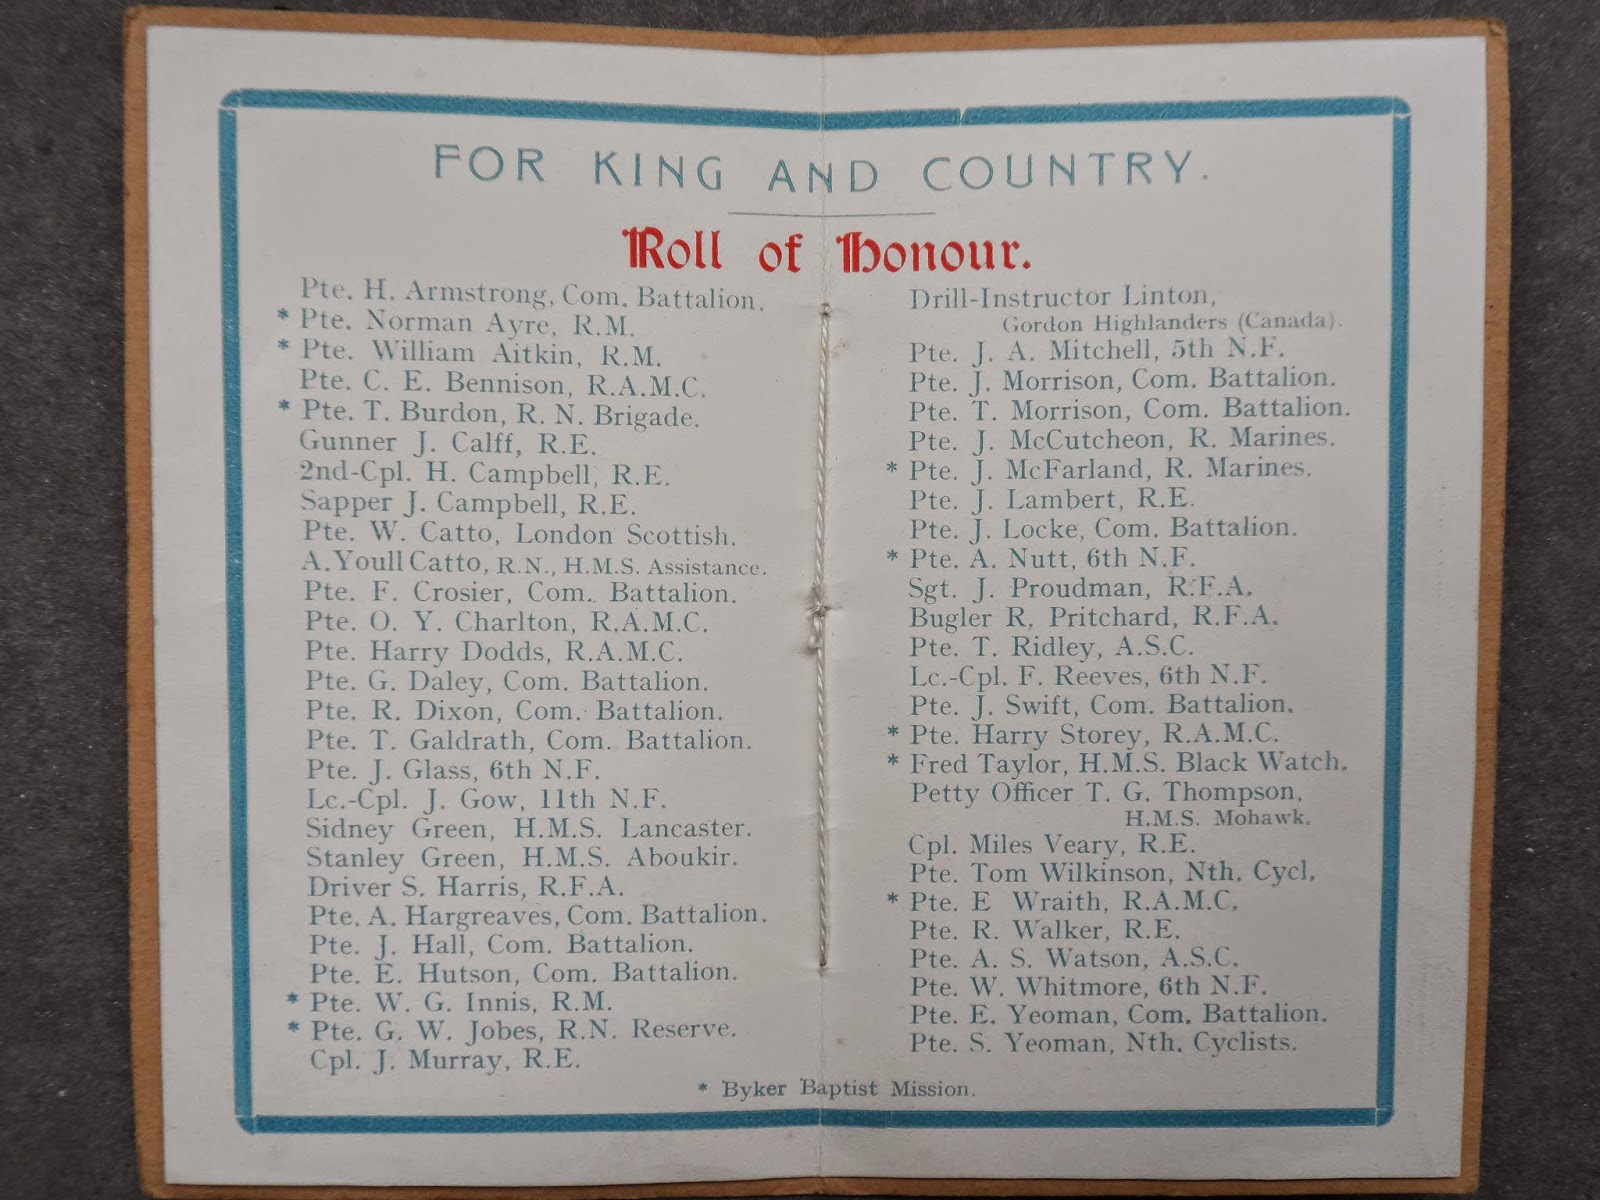 FOR KING AND COUNTRY.
Roll of Honour.
Pte. H. Armstrong, Com. Battalion.
* Pte. Norman Ayre, R.M.
* Pte. William Aitkin, R.M.
Pte. C. E. Bennison, R.A.M.C.
* Pte. T. Burdon, R. N. Brigade.
Gunner J. Calff, R.E.
2nd-Cpl. H. Campbell, R.E.
Sapper J. Campbell, R.E.
Pte. W. Catto, London Scottish.
A. Youll Catto, R.N., H.M.S. Assistance.
Pte. F. Crosier, Com. Battalion.
Pte. O. Y. Charlton, R.A.M.C.
Pte. Harry Dodds, R.A.M.C.
Pte. G. Daley, Com. Battalion.
Pte. R. Dixon, Com. Battalion.
Pte. T. Galdrath, Com. Battalion.
Pte. J. Glass, 6th N.F.
Lc.-Cpl. J. Gow, 11th N.F.
Sidney Green, H.M.S. Lancaster.
Stanley Green, H.M.S. Aboukir.
Driver S. Harris, R.F.A.
Pte. A. Hargreaves, Com. Battalion.
Pte. J. Hall, Com. Battalion.
Pte. E. Hutson, Com. Battalion.
* Pte. W. G. Innis, R.M.
* Pte. G. W. Jobes, R.N. Reserve.
Cpl. J. Murray, R.E.
Drill-Instructor Linton,
Gordon Highlanders (Canada).
Pte. J. A. Mitchell, 5th N.F.
Pte. J. Morrison, Com. Battalion.
Pte. T. Morrison, Com. Battalion.
Pte. J. McCutcheon, R. Marines.
* Pte. J. McFarland, R. Marines.
Pte. J. Lambert, R.E.
Pte. J. Locke, Com. Battalion.
* Pte. A. Nutt, 6th N.F.
Sgt. J. Proudman, R.F.A.
Bugler R. Pritchard, R.F.A.
Pte. T. Ridley, A.S.C.
Lc.-Cpl. F. Reeves, 6th N.F.
Pte. J. Swift, Com. Battalion.
* Pte. Harry Storey, R.A.M.C.
* Fred Taylor, H.M.S. Black Watch.
Petty Officer T. G. Thompson,
H.M.S. Mohawk.
Cpl. Miles Veary, R.E.
Pte. Tom Wilkinson, Nth. Cycl.
* Pte. E Wraith, R.A.M.C.
Pte. R. Walker, R.E.
Pte. A. S. Watson, A.S.C.
Pte. W. Whitmore, 6th N.F.
Pte. E. Yeoman, Com. Battalion.
Pte. S. Yeoman, Nth. Cyclists.
* Byker Baptist Mission.